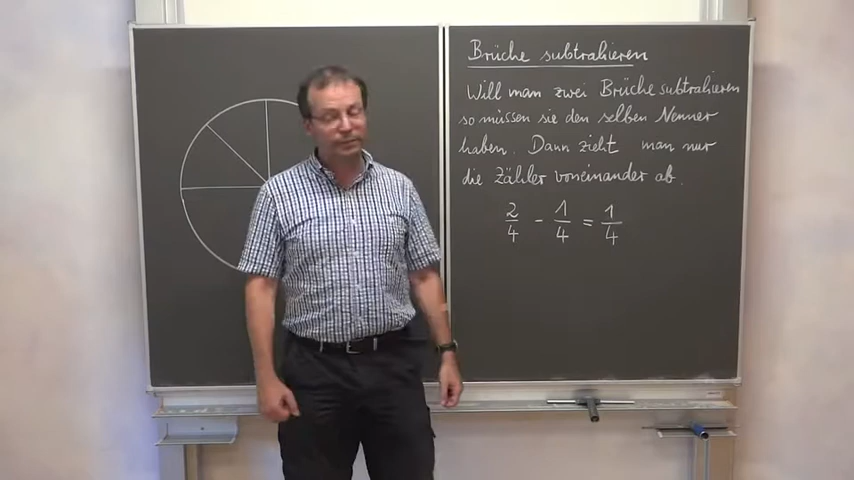 Brüche subtrahieren
Will man zwei Brüche subtrahieren
so müssen sie den selben Nenner
haben. Dann zieht man nur
die Zähler voneinander ab.
2/4 - 1/4 = 1/4